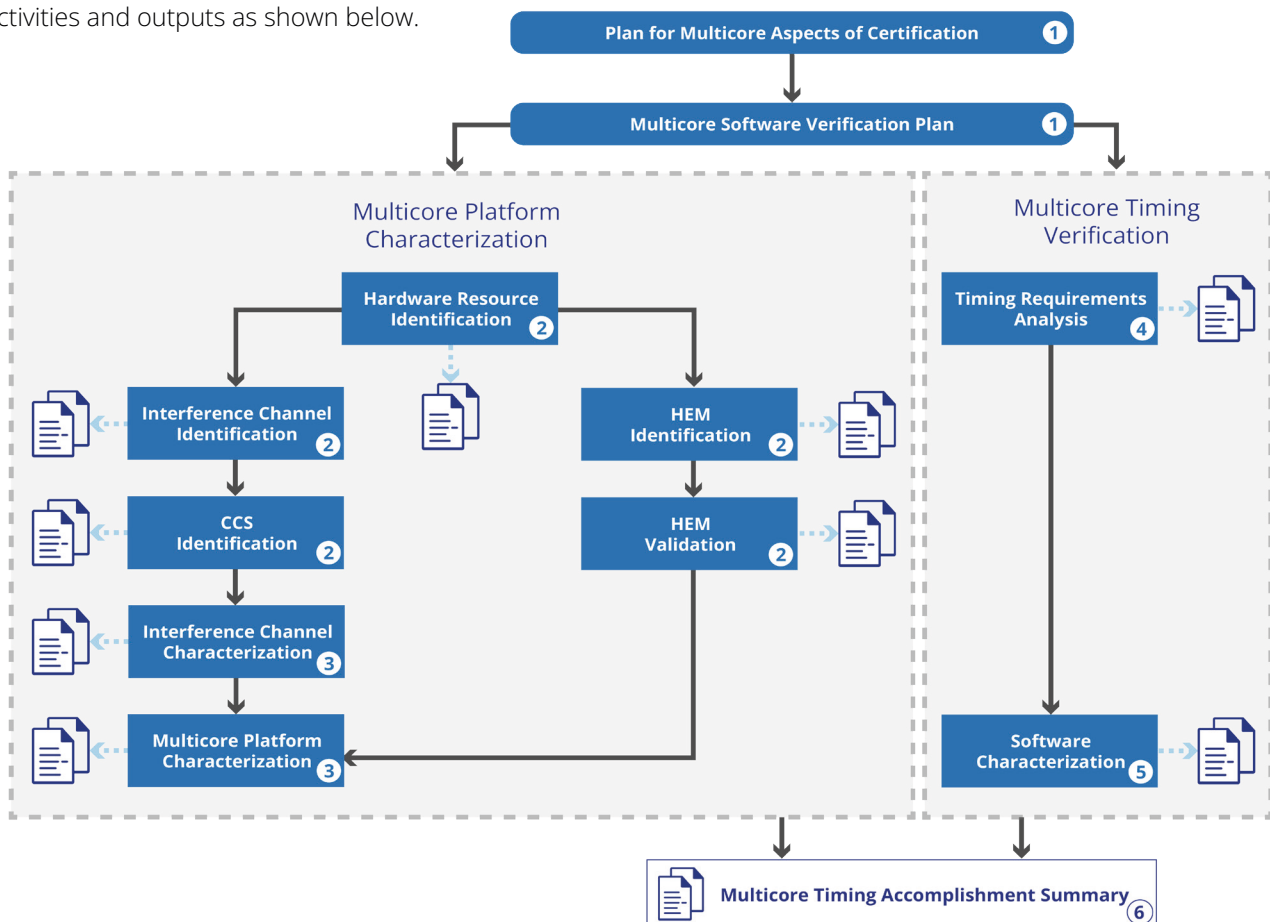 ctivities and outputs as shown below.
Plan for Multicore Aspects of Certification 1
Multicore Software Verification Plan 1
Multicore Platform
Characterization
Hardware Resource
Identification 2
Interference Channel
Identification 2
CCS
Identification 2
Interference Channel
Characterization 3
Multicore Platform
Characterization 3
HEM
Identification 2
HEM
Validation 2
Multicore Timing
Verification
Timing Requirements
Analysis 4
Software
Characterization 5
Multicore Timing Accomplishment Summary 6